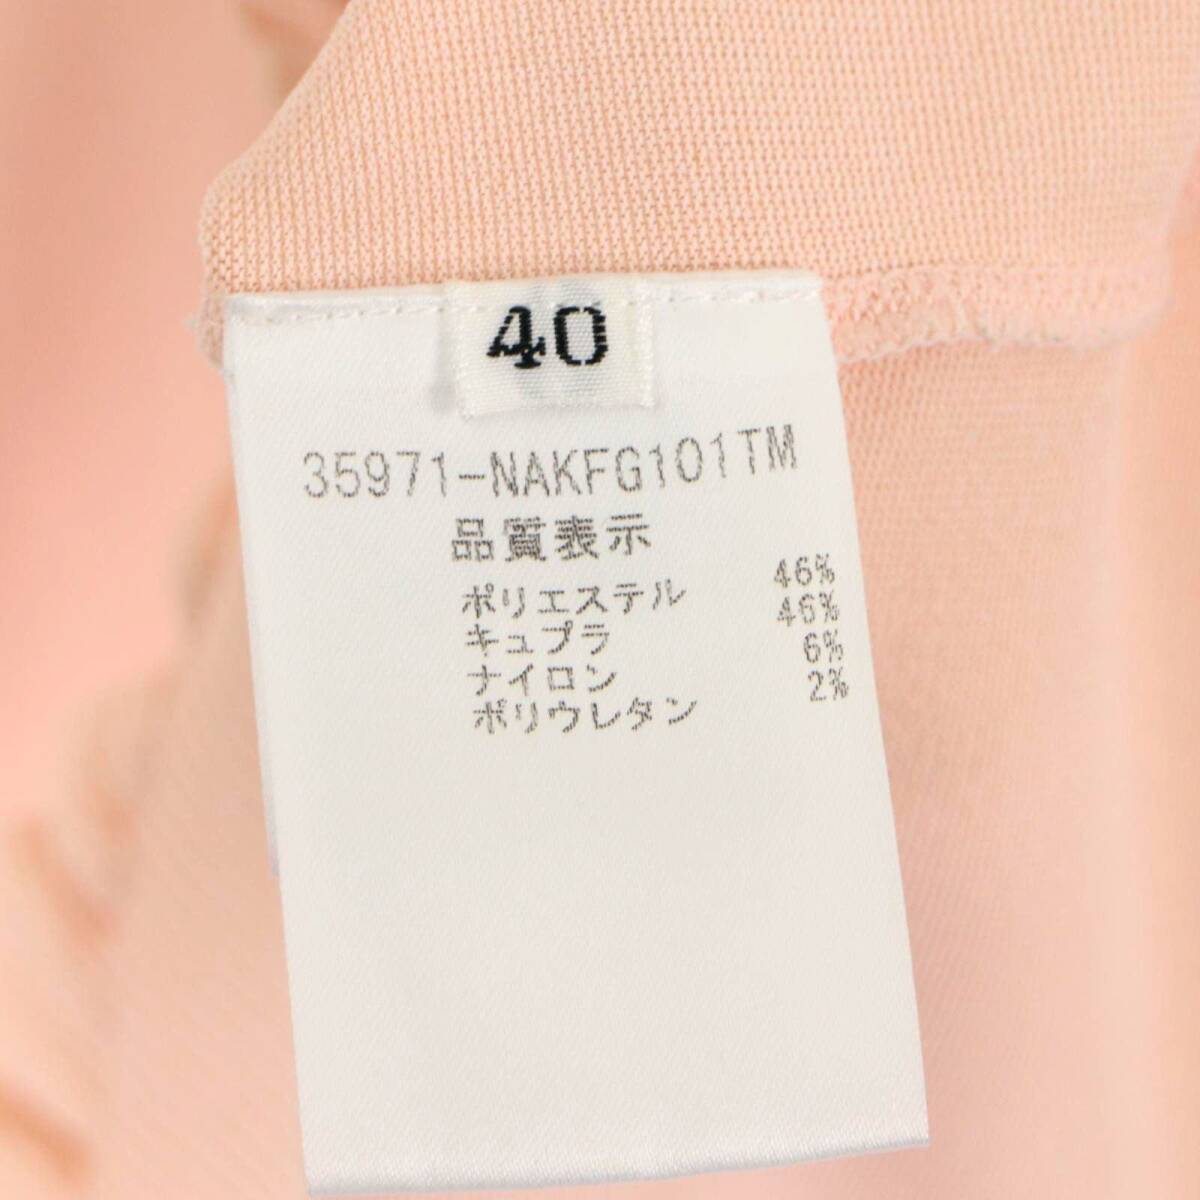 40
35971-NAKFG101TM
品質表示
ポリエステル 46%
キュプラ 46%
ナイロン 6%
ポリウレタン 2%